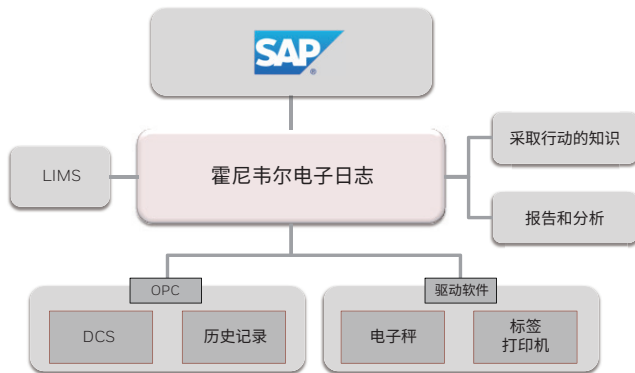 SAP®
采取行动的知识
LIMS
霍尼韦尔电子日志
报告和分析
OPC
驱动软件
DCS
历史记录
电子秤
标签
打印机